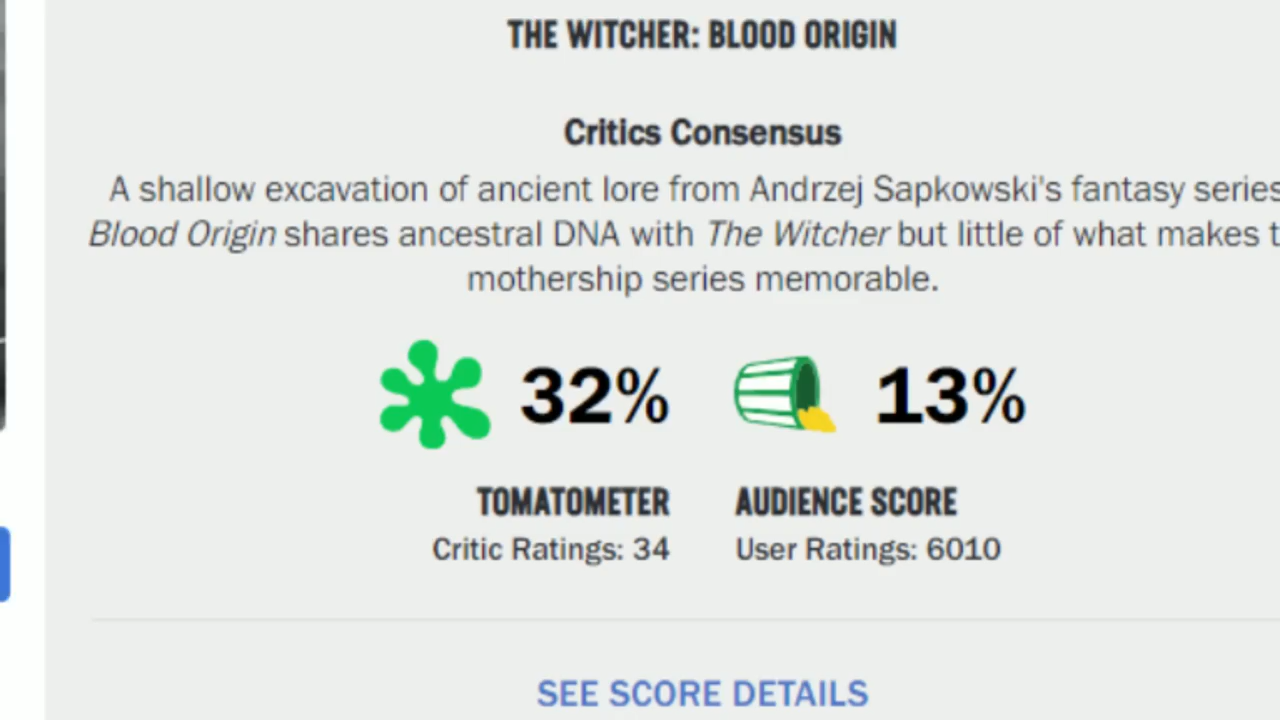 THE WITCHER: BLOOD ORIGIN
Critics Consensus
A shallow excavation of ancient lore from Andrzej Sapkowski's fantasy series
Blood Origin shares ancestral DNA with The Witcher but little of what makes t
mothership series memorable.
32% 13%
TOMATOMETER AUDIENCE SCORE
Critic Ratings: 34 User Ratings: 6010
SEE SCORE DETAILS